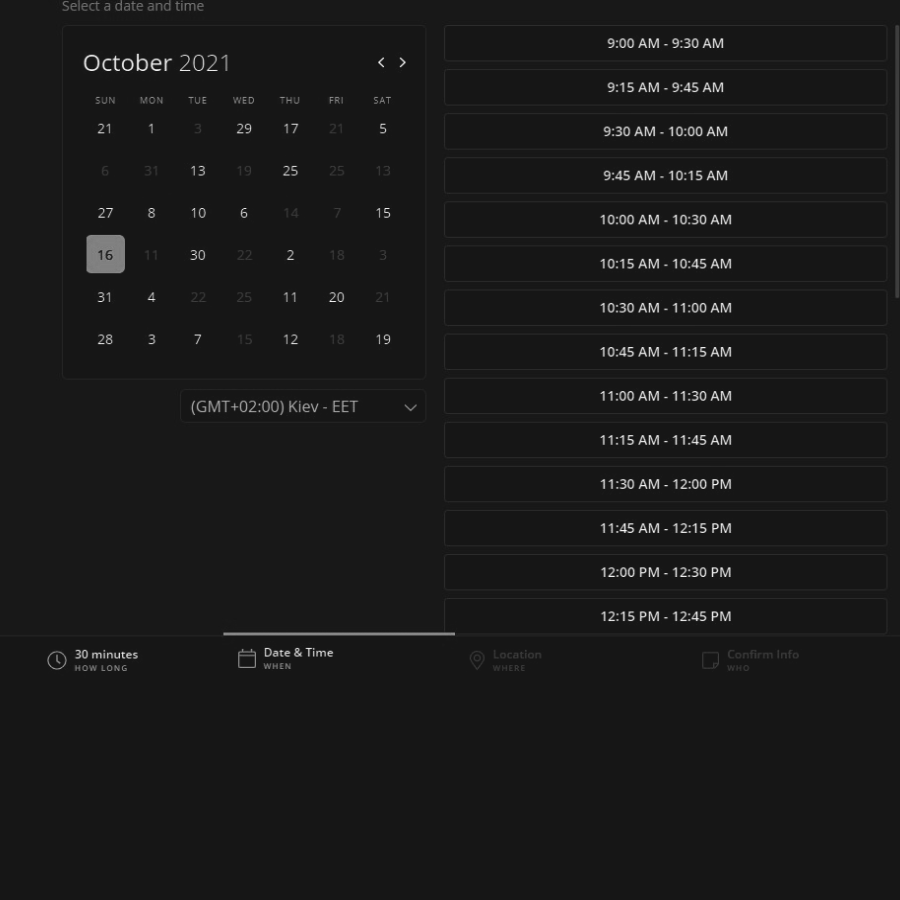 Select a date and time
October 2021
SUN MON TUE WED THU FRI SAT
21 1 3 29 17 21 5
6 31 13 19 25 25 13
27 8 10 6 14 7 15
16 11 30 22 2 18 3
31 4 22 25 11 20 21
28 3 7 15 12 18 19
(GMT+02:00) Kiev - EET
9:00 AM - 9:30 AM
9:15 AM - 9:45 AM
9:30 AM - 10:00 AM
9:45 AM - 10:15 AM
10:00 AM - 10:30 AM
10:15 AM - 10:45 AM
10:30 AM - 11:00 AM
10:45 AM - 11:15 AM
11:00 AM - 11:30 AM
11:15 AM - 11:45 AM
11:30 AM - 12:00 PM
11:45 AM - 12:15 PM
12:00 PM - 12:30 PM
12:15 PM - 12:45 PM
30 minutes
HOW LONG
Date & Time
WHEN
Location
WHERE
Confirm Info
WHO